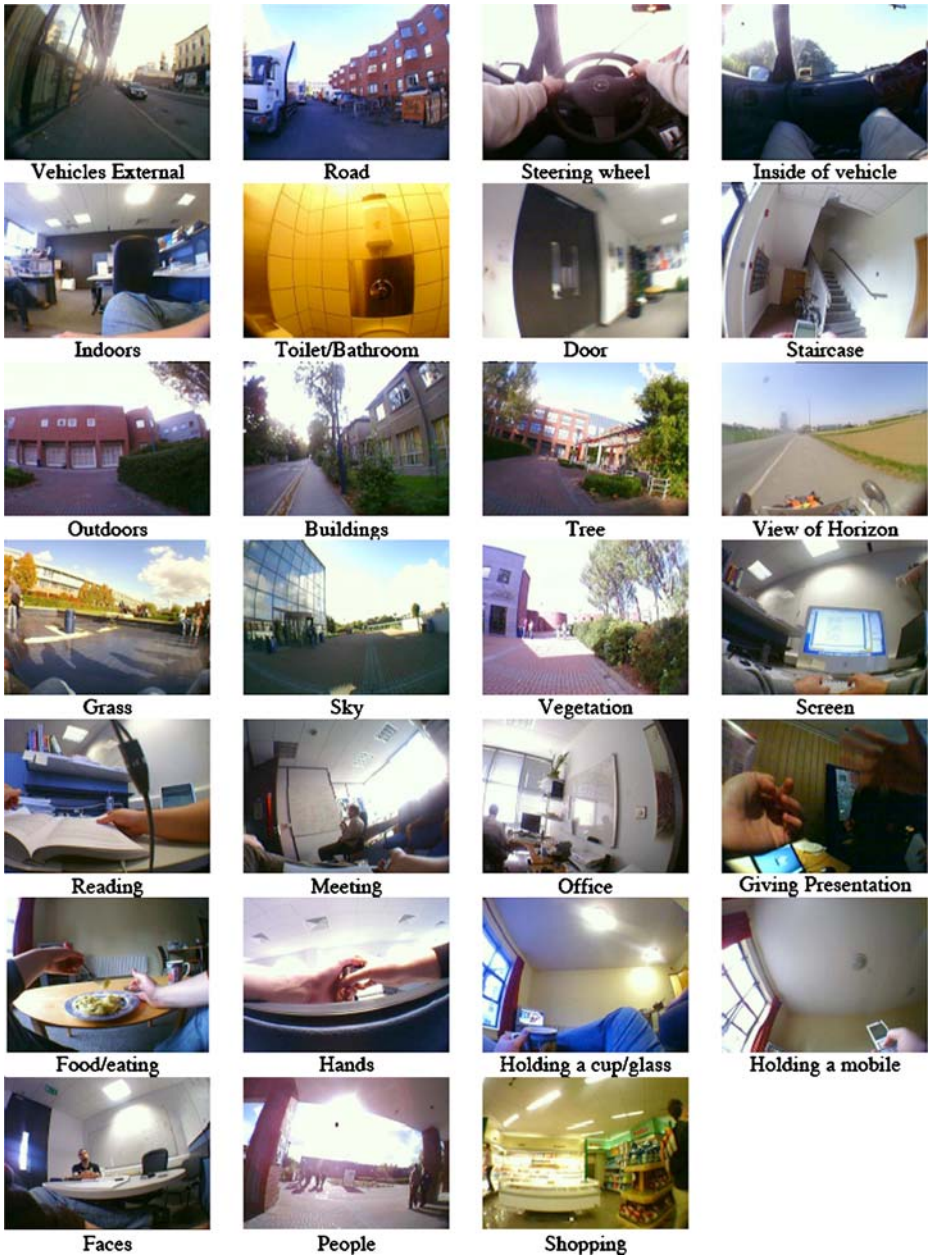 Vehicles External
Road
Steering wheel
Inside of vehicle
Indoors
Toilet/Bathroom
Door
Staircase
Outdoors
Buildings
Tree
View of Horizon
Grass
Sky
Vegetation
Screen
Reading
Meeting
Office
Giving Presentation
Food/eating
Hands
Holding a cup/glass
Holding a mobile
Faces
People
Shopping